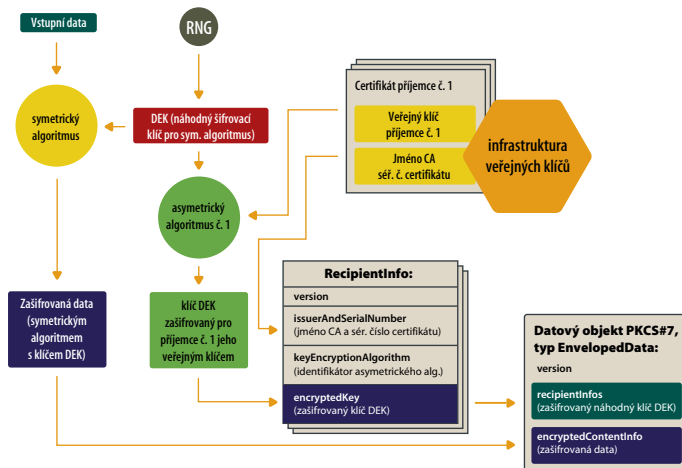 Vstupní data
RNG
symetrický
algoritmus
DEK (náhodný šifrovací
klíč pro sym. algoritmus)
Certifikát příjemce č. 1
Veřejný klíč
příjemce č. 1
Jméno CA
séř. č. certifikátu
infrastruktura
veřejných klíčů
asymetrický
algoritmus č. 1
Zašifrovaná data
(symetrickým
algoritmem
s klíčem DEK)
klíč DEK
zašifrovaný pro
příjemce č. 1 jeho
veřejným klíčem
RecipientInfo:
version
issuerAndSerialNumber
(jméno CA a sér. číslo certifikátu)
keyEncryptionAlgorithm
(identifikátor asymetrického alg.)
encryptedKey
(zašifrovaný klíč DEK)
Datový objekt PKCS#7,
typ EnvelopedData:
version
recipientInfos
(zašifrovaný náhodný klíč DEK)
encryptedContentInfo
(zašifrovaná data)